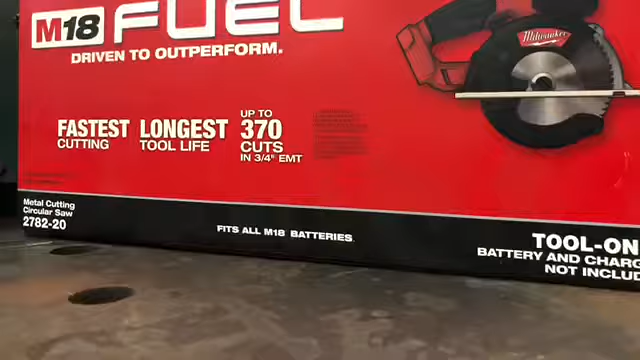 M18 FUEL
DRIVEN TO OUTPERFORM.
Milwaukee
FASTEST
CUTTING
LONGEST
TOOL LIFE
UP TO
370
CUTS
IN 3/4" EMT
Metal Cutting
Circular Saw
2782-20
FITS ALL M18 BATTERIES
TOOL-ON
BATTERY AND CHARG
NOT INCLUD